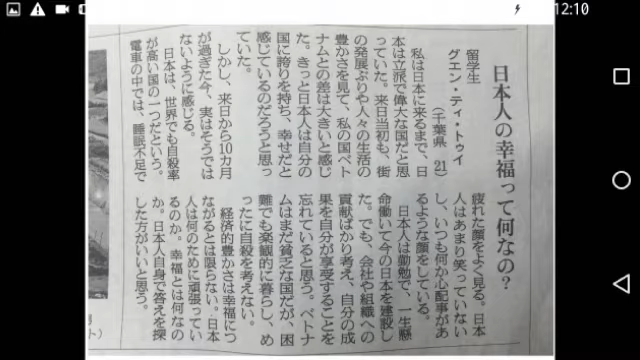 12:10
日本人の幸福って何なの?
留学生
グエン・ティ・トゥイ
(千葉県 21)
私は日本に来るまで、日
本は立派で偉大な国だと思
っていた。来日当初も、街
の発展ぶりや人々の生活の
豊かさを見て、私の国ベト
ナムとの差は大きいと感じ
た。きっと日本人は自分の
国に誇りを持ち、幸せだと
感じているのだろうと思っ
ていた。
しかし、来日から10カ月
が過ぎた今、実はそうでは
ないように感じる。
日本は、世界でも自殺率
が高い国の一つだという。
電車の中では、睡眠不足で
疲れた顔をよく見る。日本
人はあまり笑っていない
し、いつも何か心配事があ
るような顔をしている。
日本人は勤勉で、一生懸
命働いて今の日本を建設し
た。でも、会社や組織への
貢献ばかり考え、自分の成
果を自分が享受することを
忘れていると思う。ベトナ
ムはまだ貧乏な国だが、困
難でも楽観的に暮らし、め
ったに自殺を考えない。
経済的豊かさは幸福につ
ながるとは限らない。日本
人は何のために頑張ってい
るのか。幸福とは何なの
か。日本人自身で答えを探
した方がいいと思う。